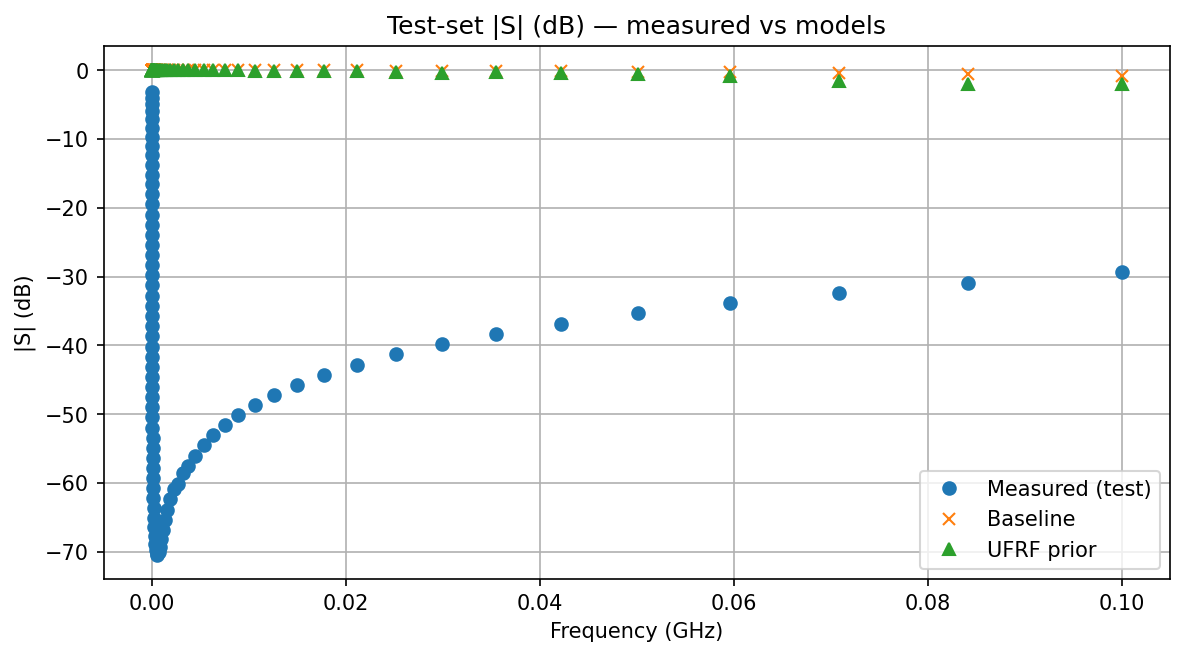 Test-set |S| (dB) — measured vs models
|S| (dB)
0
−10
−20
−30
−40
−50
−60
−70
0.00 0.02 0.04 0.06 0.08 0.10
Frequency (GHz)
Measured (test)
Baseline
UFRF prior